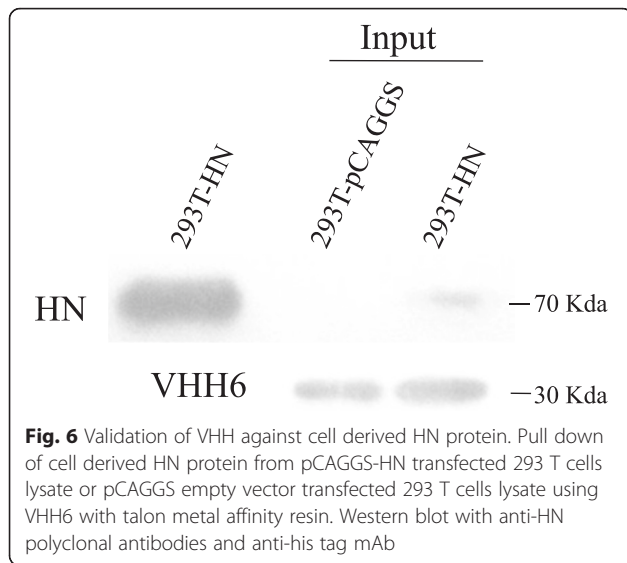 Input
293T-HN
293T-pCAGGS
293T-HN
HN
70 Kda
VHH6
30 Kda
Fig. 6 Validation of VHH against cell derived HN protein. Pull down
of cell derived HN protein from pCAGGS-HN transfected 293 T cells
lysate or pCAGGS empty vector transfected 293 T cells lysate using
VHH6 with talon metal affinity resin. Western blot with anti-HN
polyclonal antibodies and anti-his tag mAb